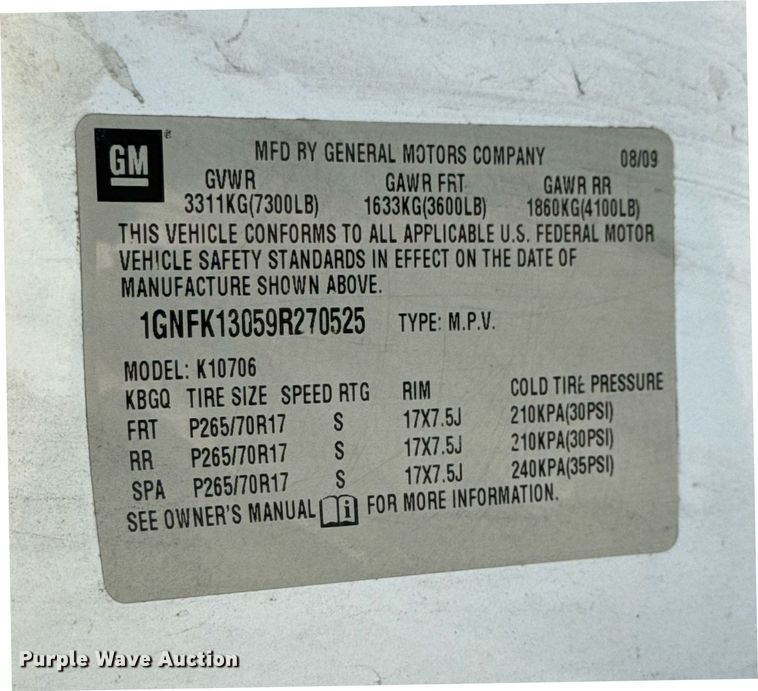 GM ® MFD BY GENERAL MOTORS COMPANY 08/09
GVWR GAWR FRT GAWR RR
3311KG(7300LB) 1633KG(3600LB) 1860KG(4100LB)
THIS VEHICLE CONFORMS TO ALL APPLICABLE U.S. FEDERAL MOTOR
VEHICLE SAFETY STANDARDS IN EFFECT ON THE DATE OF
MANUFACTURE SHOWN ABOVE.
1GNFK13059R270525 TYPE: M.P.V.
MODEL: K10706
KBGQ TIRE SIZE SPEED RTG RIM COLD TIRE PRESSURE
FRT P265/70R17 S 17X7.5J 210KPA(30PSI)
RR P265/70R17 S 17X7.5J 210KPA(30PSI)
SPA P265/70R17 S 17X7.5J 240KPA(35PSI)
SEE OWNER'S MANUAL i FOR MORE INFORMATION.
Purple Wave Auction